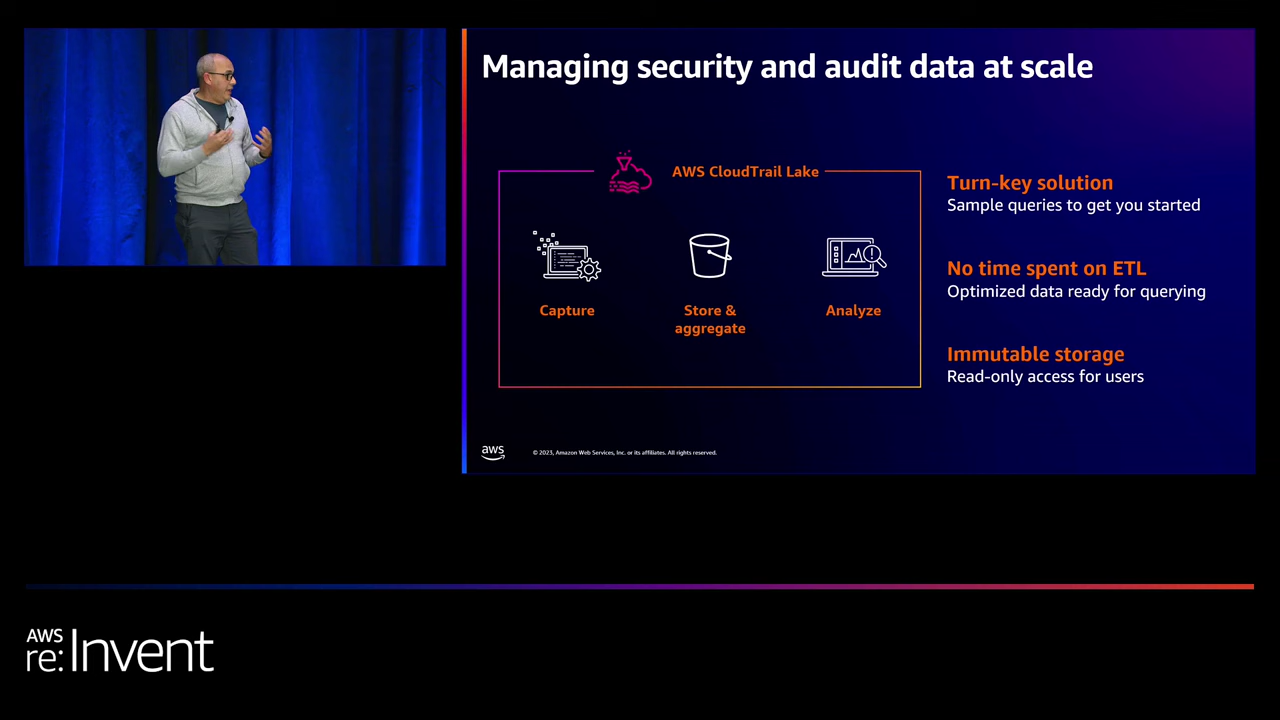 Managing security and audit data at scale
AWS CloudTrail Lake
Capture
Store &
aggregate
Analyze
Turn-key solution
Sample queries to get you started
No time spent on ETL
Optimized data ready for querying
Immutable storage
Read-only access for users
aws
© 2023, Amazon Web Services, Inc. or its affiliates. All rights reserved.
AWS
re:Invent